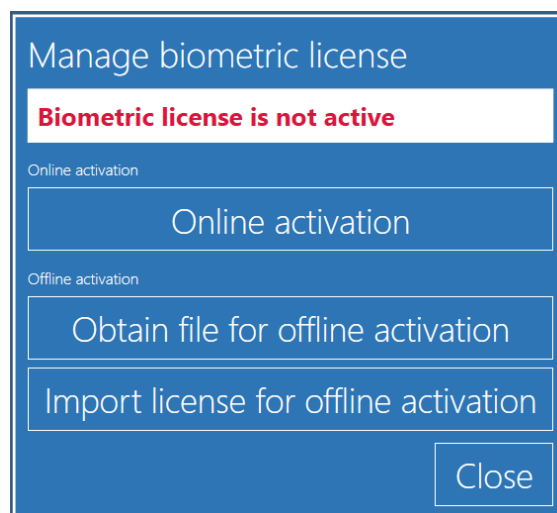 Manage biometric license
Biometric license is not active
Online activation
Online activation
Offline activation
Obtain file for offline activation
Import license for offline activation
Close